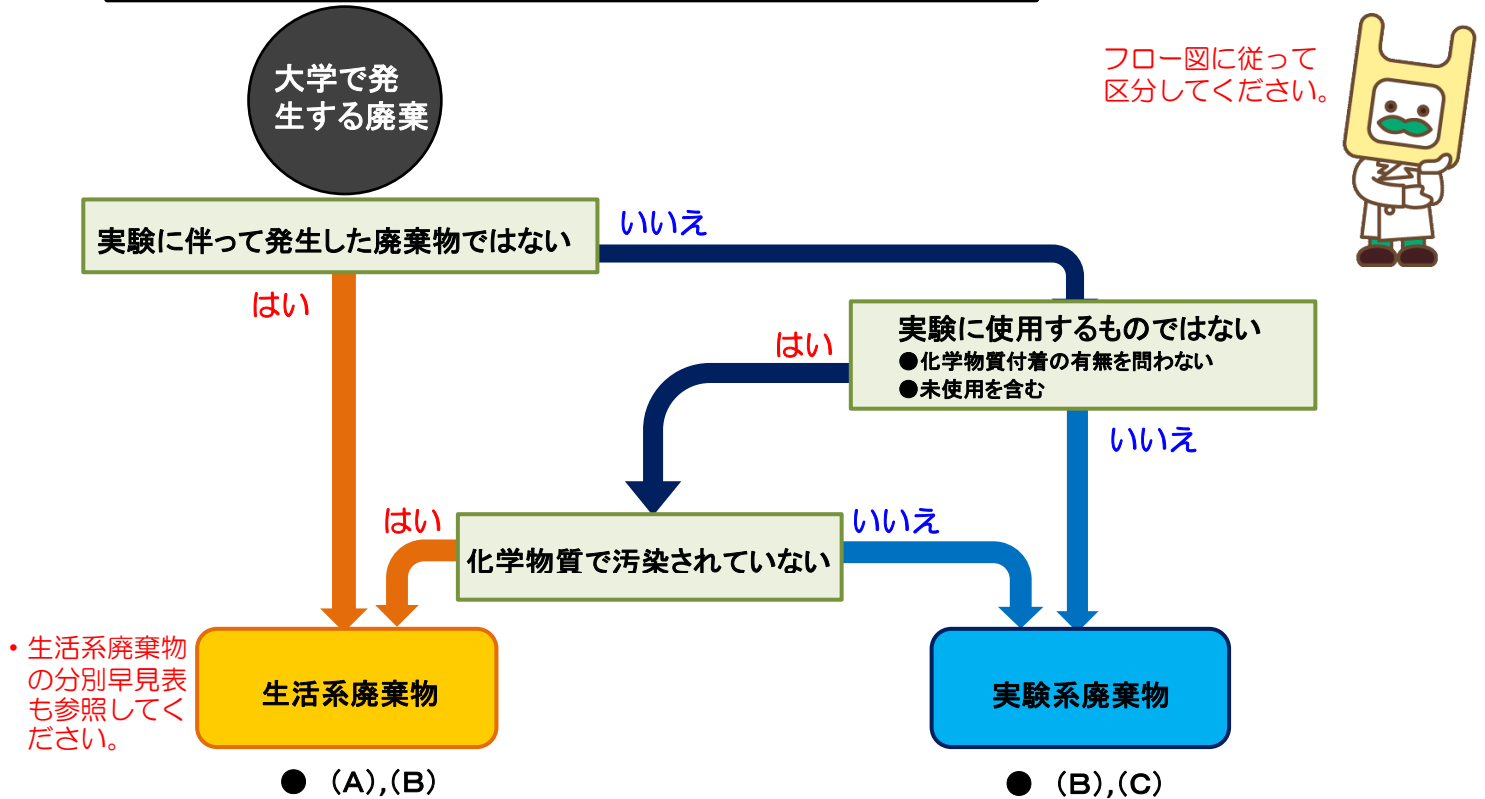 大学で発
生する廃棄
フロー図に従って
区分してください。
実験に伴って発生した廃棄物ではない
いいえ
はい
実験に使用するものではない
●化学物質付着の有無を問わない
●未使用を含む
はい
いいえ
はい
化学物質で汚染されていない
いいえ
・生活系廃棄物
の分別早見表
も参照してく
ださい。
生活系廃棄物
実験系廃棄物
● (A),(B)
● (B),(C)